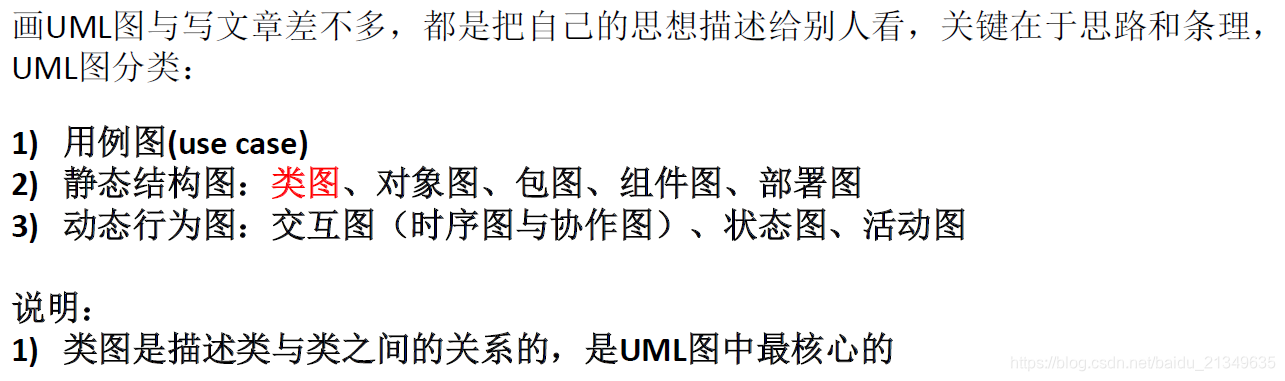 画UML图与写文章差不多，都是把自己的思想描述给别人看，关键在于思路和条理，
UML图分类：
1) 用例图(use case)
2) 静态结构图：类图、对象图、包图、组件图、部署图
3) 动态行为图：交互图（时序图与协作图）、状态图、活动图
说明：
1) 类图是描述类与类之间的关系的，是UML图中最核心的
https://blog.csdn.net/baidu_21349635